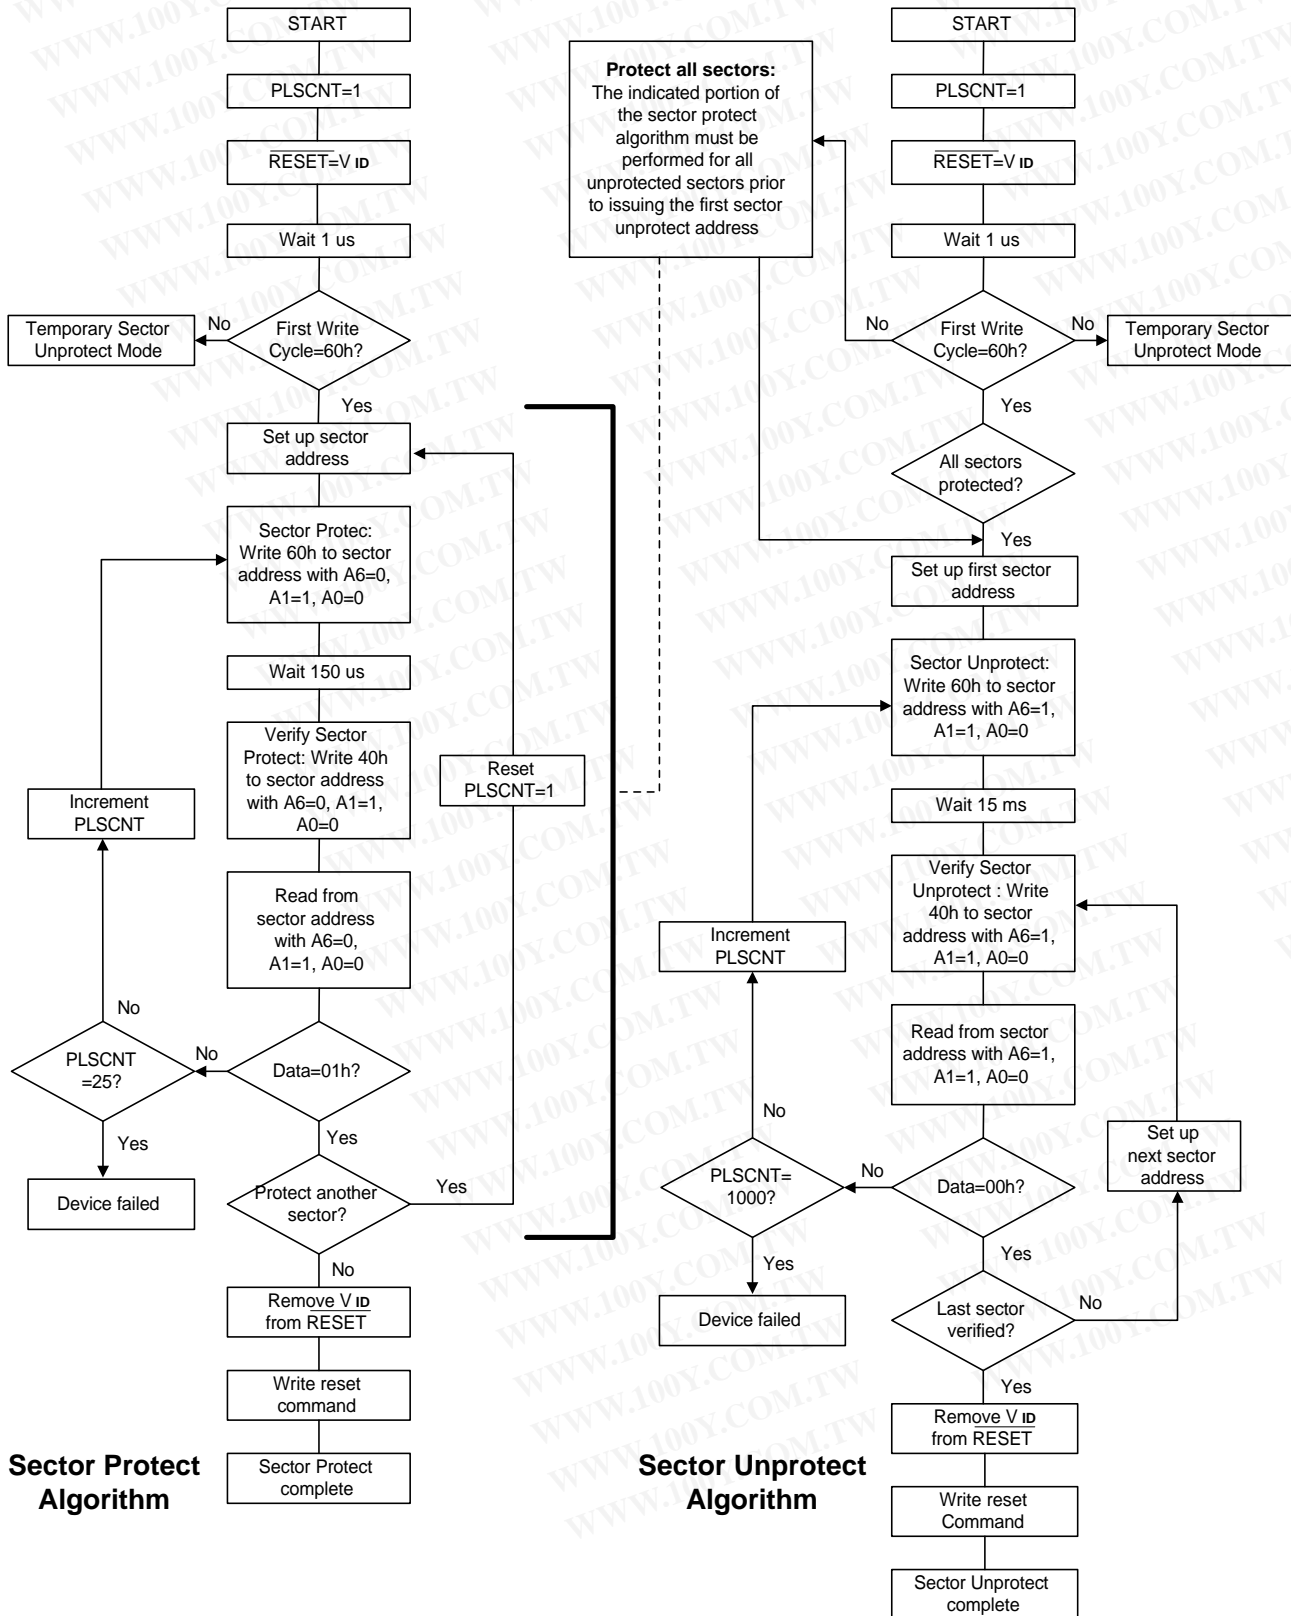 START
PLSCNT=1
RESET=V ID
Wait 1 us
First Write
Cycle=60h?
No
Temporary Sector
Unprotect Mode
Yes
Set up sector
address
Sector Protec:
Write 60h to sector
address with A6=0,
A1=1, A0=0
Wait 150 us
Verify Sector
Protect: Write 40h
to sector address
with A6=0, A1=1,
A0=0
Reset
PLSCNT=1
Increment
PLSCNT
Read from
sector address
with A6=0,
A1=1, A0=0
No
PLSCNT
=25?
No
Data=01h?
Yes
Device failed
Yes
Protect another
sector?
Yes
No
Remove V ID
from RESET
Write reset
command
Sector Protect
complete
Sector Protect
Algorithm
Protect all sectors:
The indicated portion of
the sector protect
algorithm must be
performed for all
unprotected sectors prior
to issuing the first sector
unprotect address
START
PLSCNT=1
RESET=V ID
Wait 1 us
No
First Write
Cycle=60h?
No
Temporary Sector
Unprotect Mode
Yes
All sectors
protected?
Yes
Set up first sector
address
Sector Unprotect:
Write 60h to sector
address with A6=1,
A1=1, A0=0
Wait 15 ms
Verify Sector
Unprotect : Write
40h to sector
address with A6=1,
A1=1, A0=0
Increment
PLSCNT
Read from sector
address with A6=1,
A1=1, A0=0
No
PLSCNT=
1000?
No
Data=00h?
Set up
next sector
address
Yes
Device failed
Yes
Last sector
verified?
No
Yes
Remove V ID
from RESET
Write reset
Command
Sector Unprotect
complete
Sector Unprotect
Algorithm
WWW.100Y.COM.TW